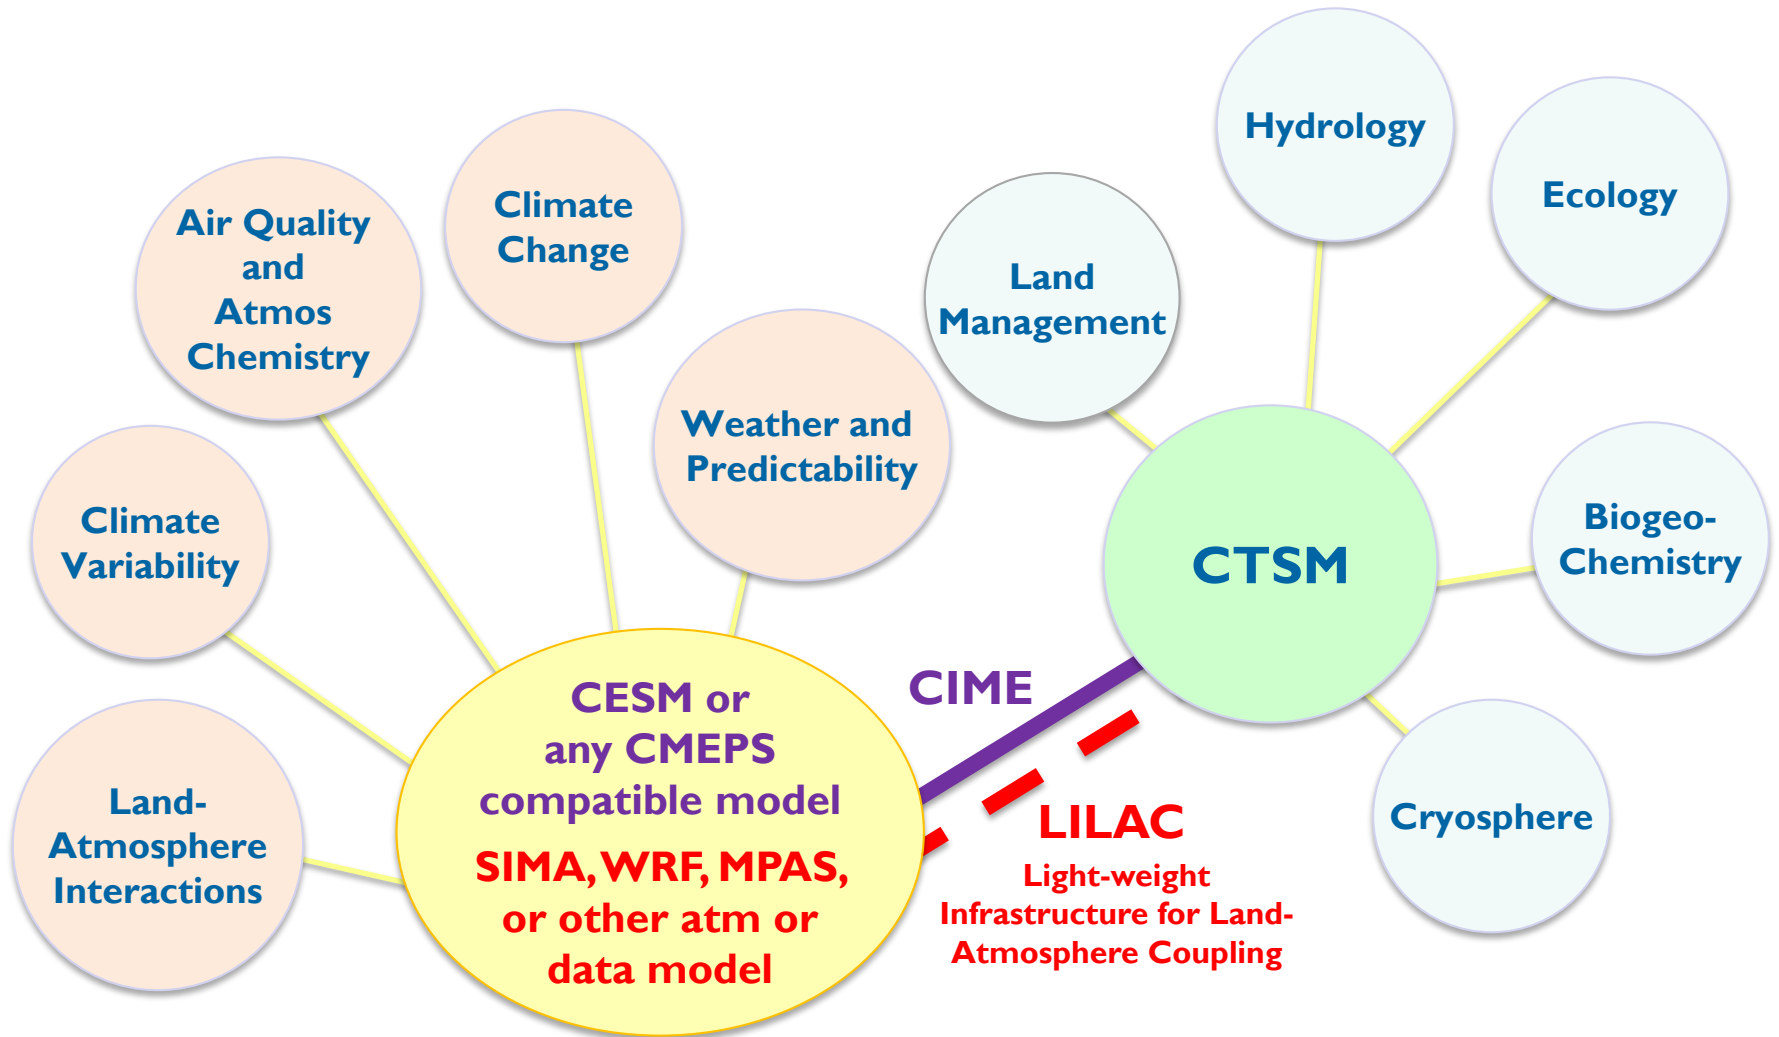 Hydrology
Ecology
Climate
Change
Air Quality
and
Atmos
Chemistry
Land
Management
Weather and
Predictability
Climate
Variability
Biogeo-
Chemistry
CTSM
CIME
CESM or
any CMEPS
compatible model
SIMA, WRF, MPAS,
or other atm or
data model
Land-
Atmosphere
Interactions
LILAC
Light-weight
Infrastructure for Land-
Atmosphere Coupling
Cryosphere